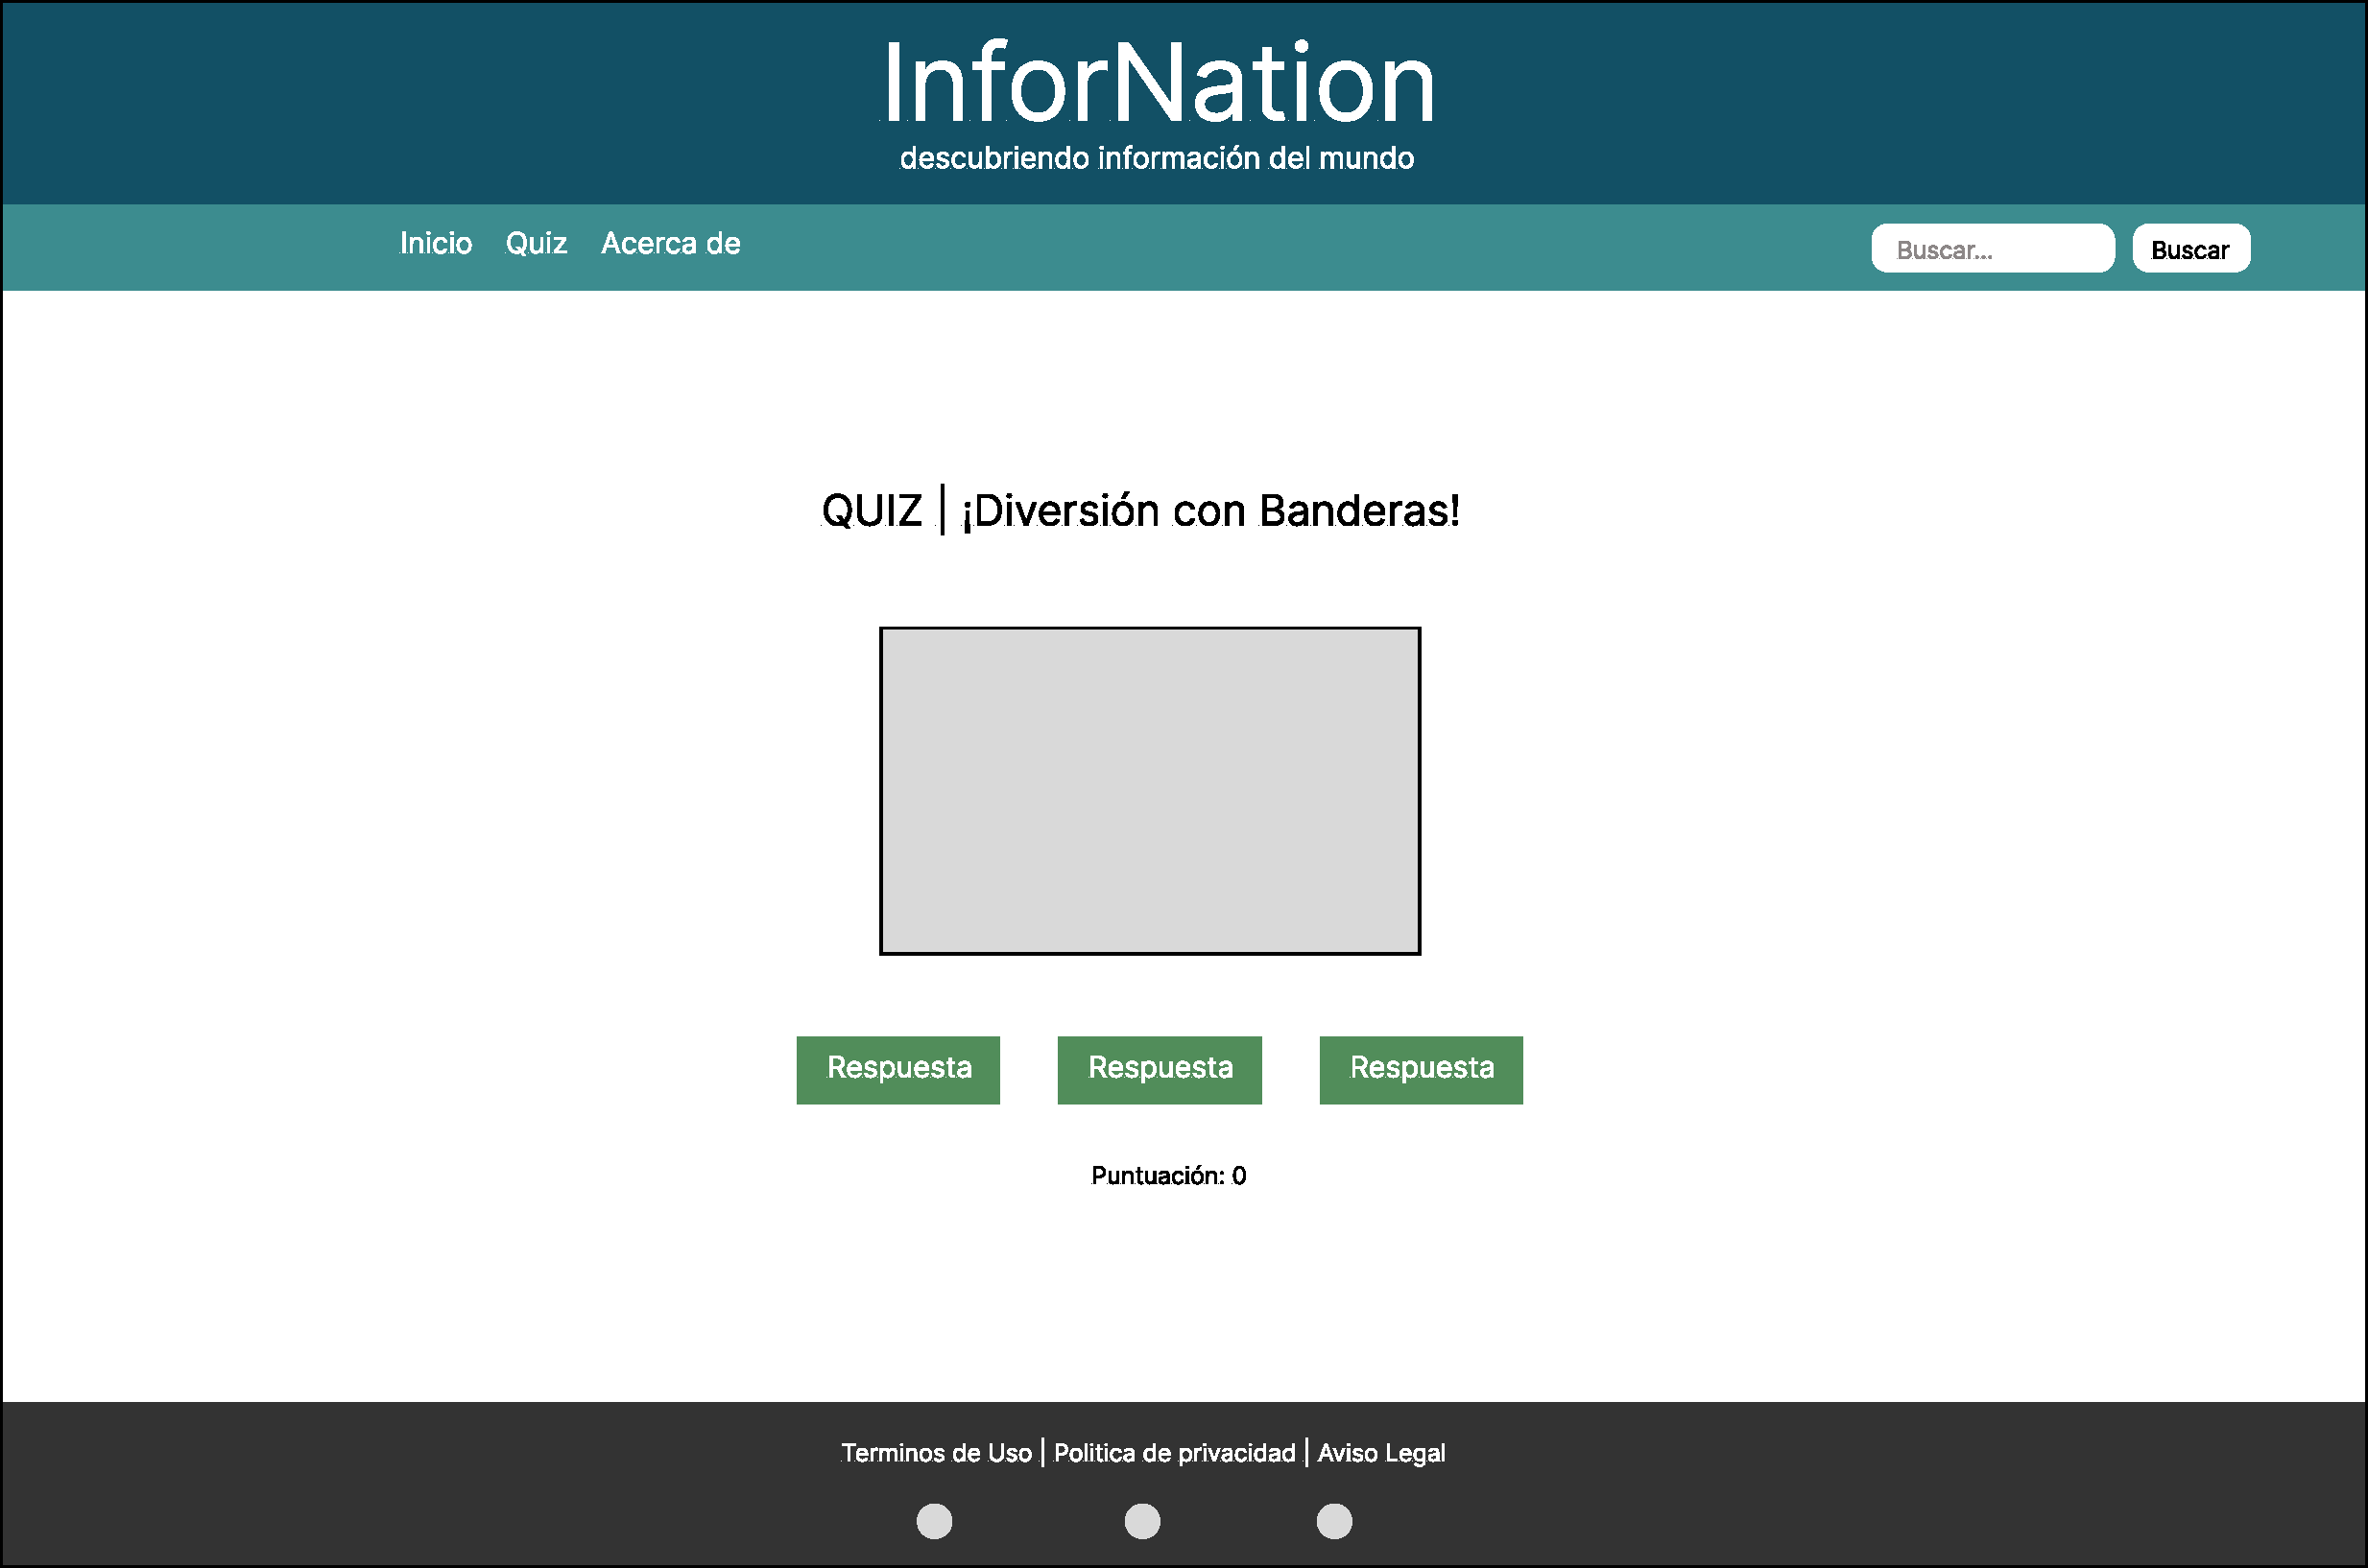 InforNation
descubriendo información del mundo
Inicio Quiz Acerca de Buscar... Buscar
QUIZ | ¡Diversión con Banderas!
Respuesta Respuesta Respuesta
Puntuación: 0
Terminos de Uso | Politica de privacidad | Aviso Legal